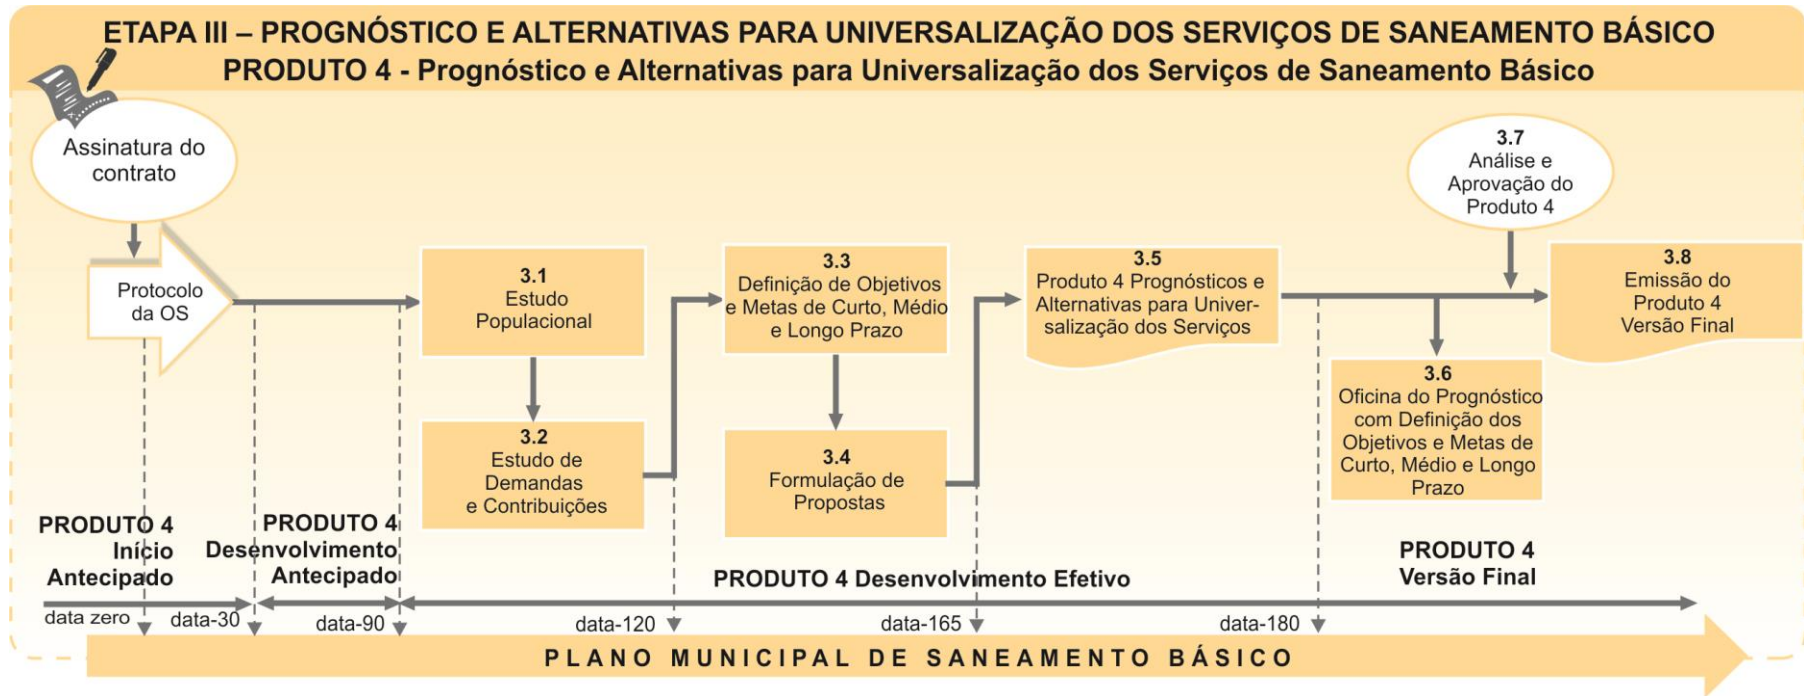 ETAPA III – PROGNÓSTICO E ALTERNATIVAS PARA UNIVERSALIZAÇÃO DOS SERVIÇOS DE SANEAMENTO BÁSICO
PRODUTO 4 - Prognóstico e Alternativas para Universalização dos Serviços de Saneamento Básico
Assinatura do
contrato
Protocolo
da OS
3.1
Estudo
Populacional
3.2
Estudo de
Demandas
e Contribuições
3.3
Definição de Objetivos
e Metas de Curto, Médio
e Longo Prazo
3.4
Formulação de
Propostas
3.5
Produto 4 Prognósticos e
Alternativas para Univer-
salização dos Serviços
3.6
Oficina do Prognóstico
com Definição dos
Objetivos e Metas de
Curto, Médio e Longo
Prazo
3.7
Análise e
Aprovação do
Produto 4
3.8
Emissão do
Produto 4
Versão Final
PRODUTO 4
Início
Antecipado
PRODUTO 4
Desenvolvimento
Antecipado
PRODUTO 4 Desenvolvimento Efetivo
PRODUTO 4
Versão Final
data zero
data-30
data-90
data-120
data-165
data-180
PLANO MUNICIPAL DE SANEAMENTO BÁSICO